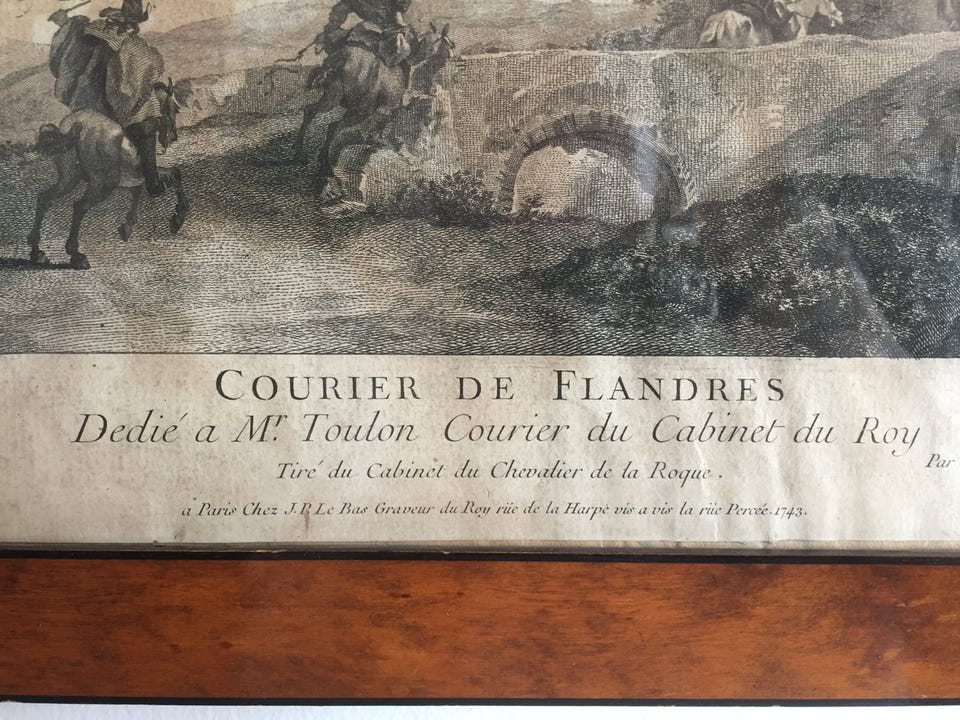 COURIER DE FLANDRES
Dedié a Mr. Toulon Courier du Cabinet du Roy
Par
Tiré du Cabinet du Chevalier de la Roque.
a Paris Chez J.P. Le Bas Graveur du Roy rüe de la Harpe vis a vis la rüe Percée. 1743.